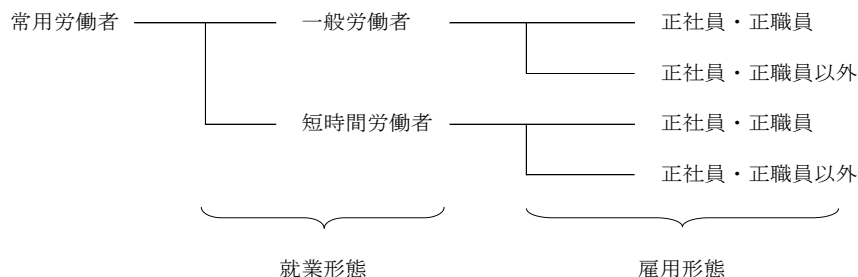 常用労働者 一般労働者 正社員・正職員
正社員・正職員以外
短時間労働者 正社員・正職員
正社員・正職員以外
就業形態 雇用形態